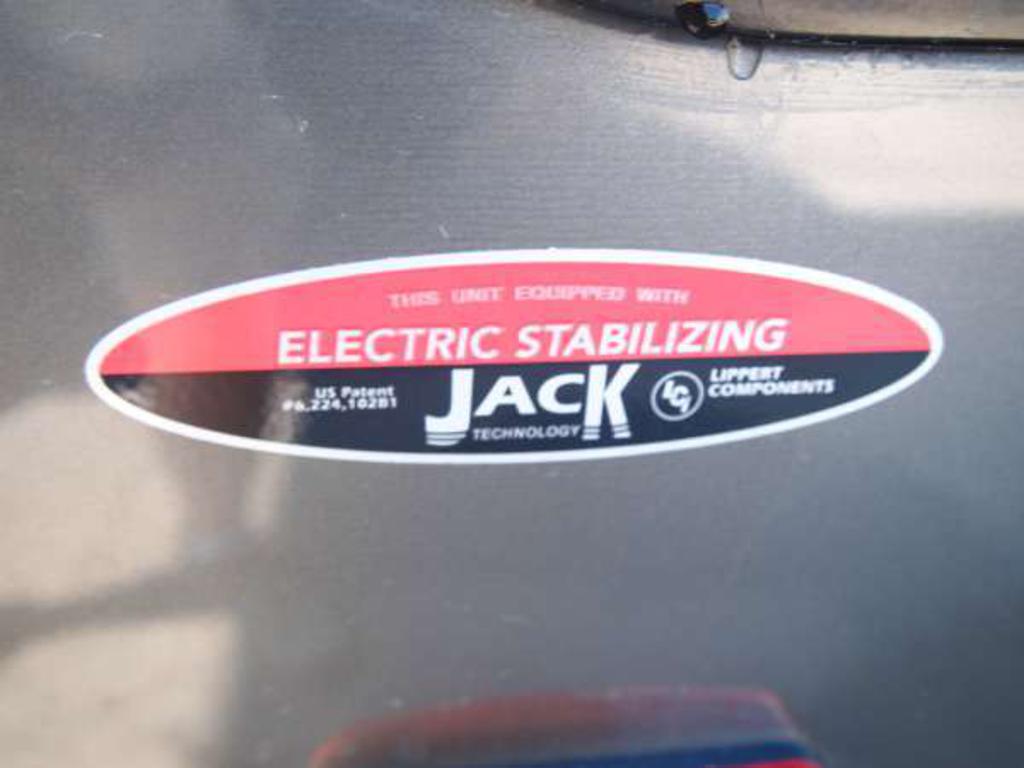 THIS UNIT EQUIPPED WITH
ELECTRIC STABILIZING
US Patent
#6,224,102B1
JACK
TECHNOLOGY
LCI
LIPPERT
COMPONENTS